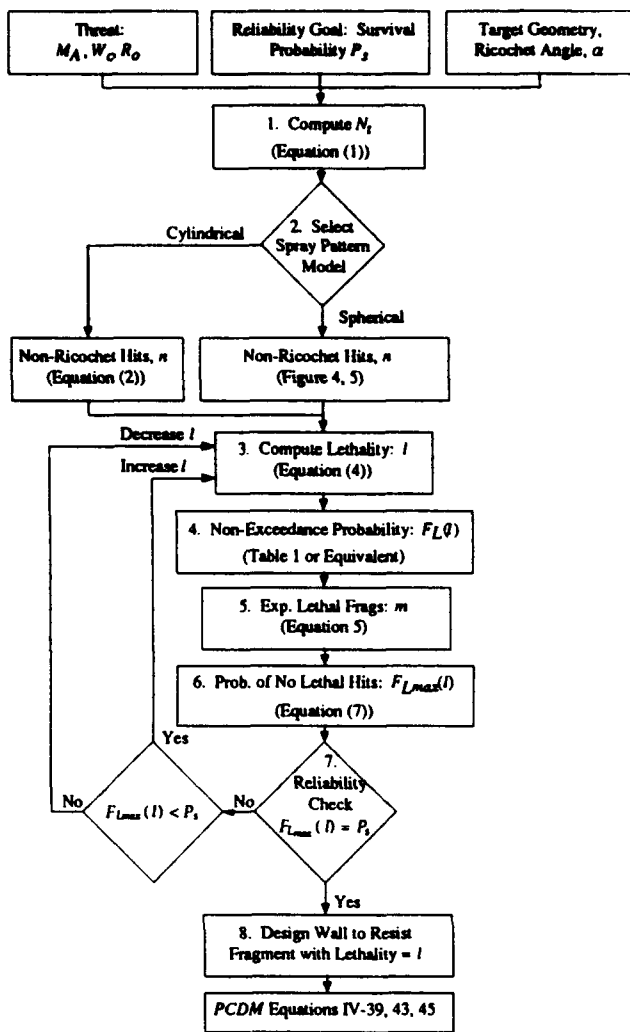 Threat:
M_A, W_c, R_o
Reliability Goal: Survival
Probability P_s
Target Geometry,
Ricochet Angle, α
1. Compute N_t
(Equation (1))
2. Select
Spray Pattern
Model
Cylindrical
Spherical
Non-Ricochet Hits, n
(Equation (2))
Non-Ricochet Hits, n
(Figure 4, 5)
Decrease l
Increase l
3. Compute Lethality: l
(Equation (4))
4. Non-Exceedance Probability: F_L(l)
(Table 1 or Equivalent)
5. Exp. Lethal Frags: m
(Equation 5)
6. Prob. of No Lethal Hits: F_Lmax(l)
(Equation (7))
7.
Reliability
Check
F_Lmax (l) = P_s
No
Yes
F_Lmax (l) < P_s
No
Yes
8. Design Wall to Resist
Fragment with Lethality = l
PCDM Equations IV-39, 43, 45